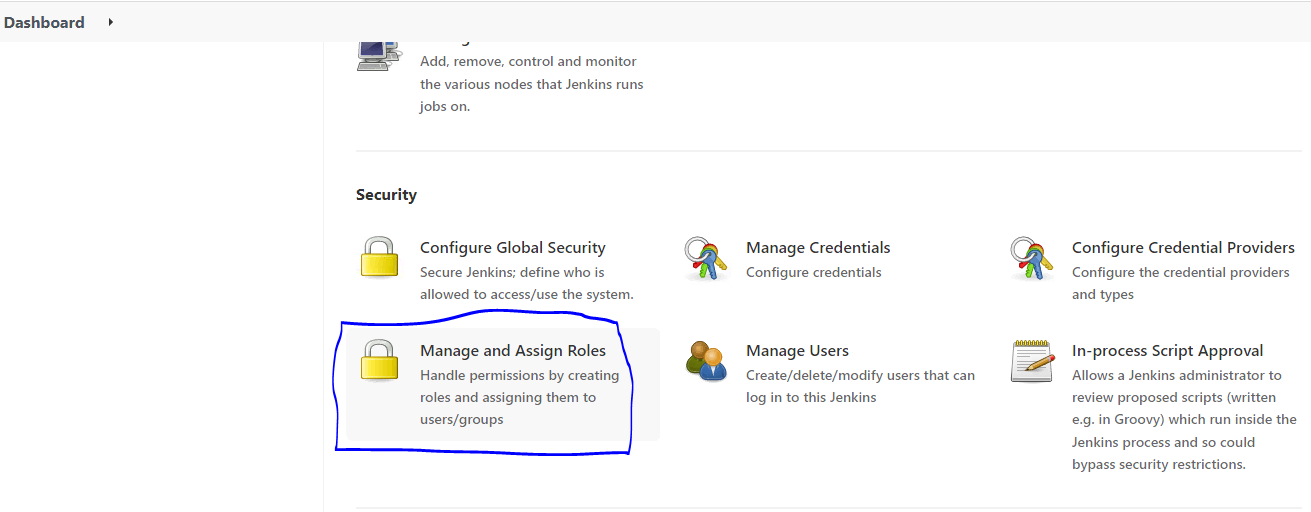 Dashboard
Add, remove, control and monitor
the various nodes that Jenkins runs
jobs on.
Security
Configure Global Security
Secure Jenkins; define who is
allowed to access/use the system.
Manage Credentials
Configure credentials
Configure Credential Providers
Configure the credential providers
and types
Manage and Assign Roles
Handle permissions by creating
roles and assigning them to
users/groups
Manage Users
Create/delete/modify users that can
log in to this Jenkins
In-process Script Approval
Allows a Jenkins administrator to
review proposed scripts (written
e.g. in Groovy) which run inside the
Jenkins process and so could
bypass security restrictions.